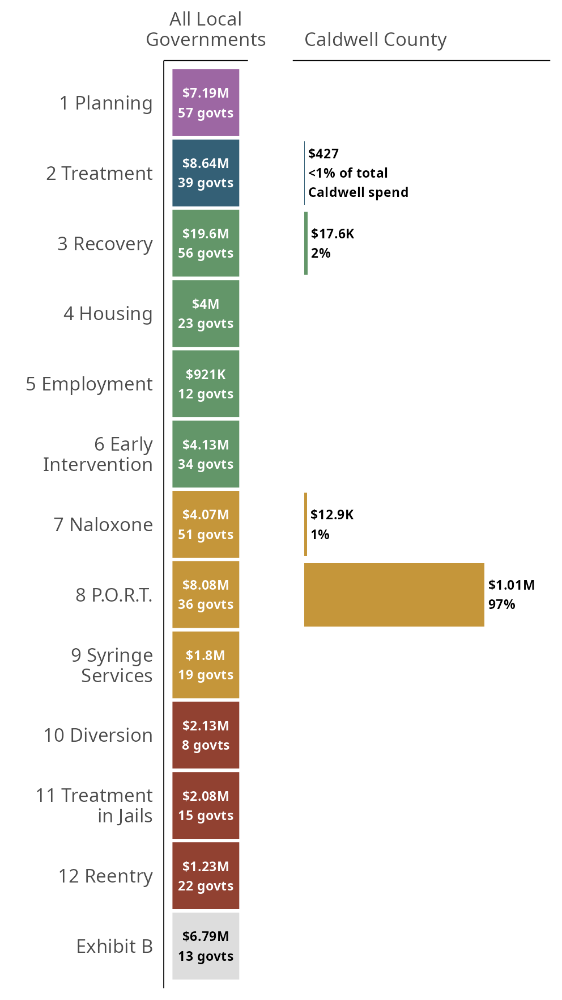 All Local
Governments
Caldwell County
1 Planning
$7.19M
57 govts
2 Treatment
$8.64M
39 govts
$427
<1% of total
Caldwell spend
3 Recovery
$19.6M
56 govts
$17.6K
2%
4 Housing
$4M
23 govts
5 Employment
$921K
12 govts
6 Early
Intervention
$4.13M
34 govts
7 Naloxone
$4.07M
51 govts
$12.9K
1%
8 P.O.R.T.
$8.08M
36 govts
$1.01M
97%
9 Syringe
Services
$1.8M
19 govts
10 Diversion
$2.13M
8 govts
11 Treatment
in Jails
$2.08M
15 govts
12 Reentry
$1.23M
22 govts
Exhibit B
$6.79M
13 govts